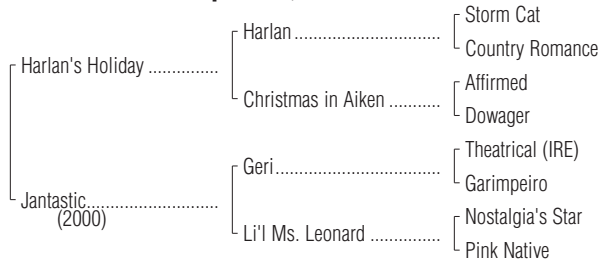 Storm Cat
Harlan
Country Romance
Harlan's Holiday
Affirmed
Christmas in Aiken
Dowager
Theatrical (IRE)
Geri
Garimpeiro
Jantastic
(2000)
Nostalgia's Star
Li'l Ms. Leonard
Pink Native